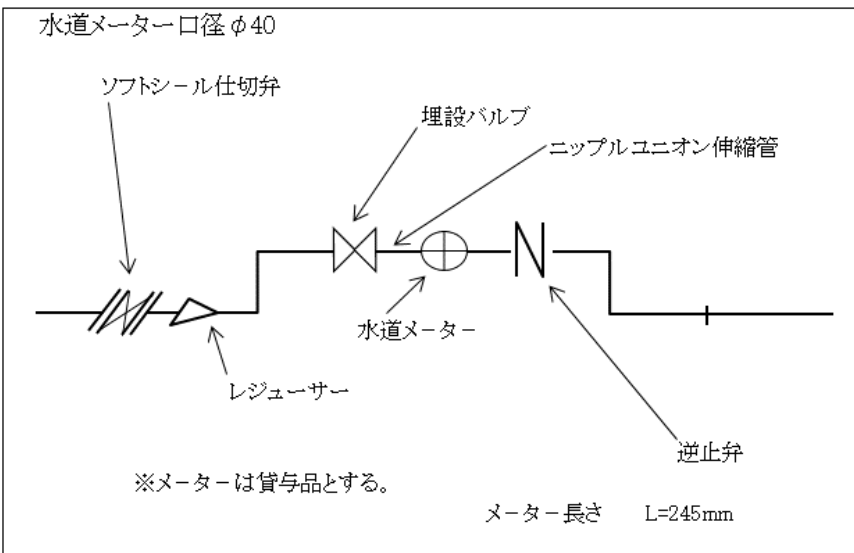 水道メーター口径φ40
ソフトシール仕切弁
埋設バルブ
ニップルユニオン伸縮管
水道メーター
レジューサー
逆止弁
※メーターは貸与品とする。
メーター長さ L=245mm